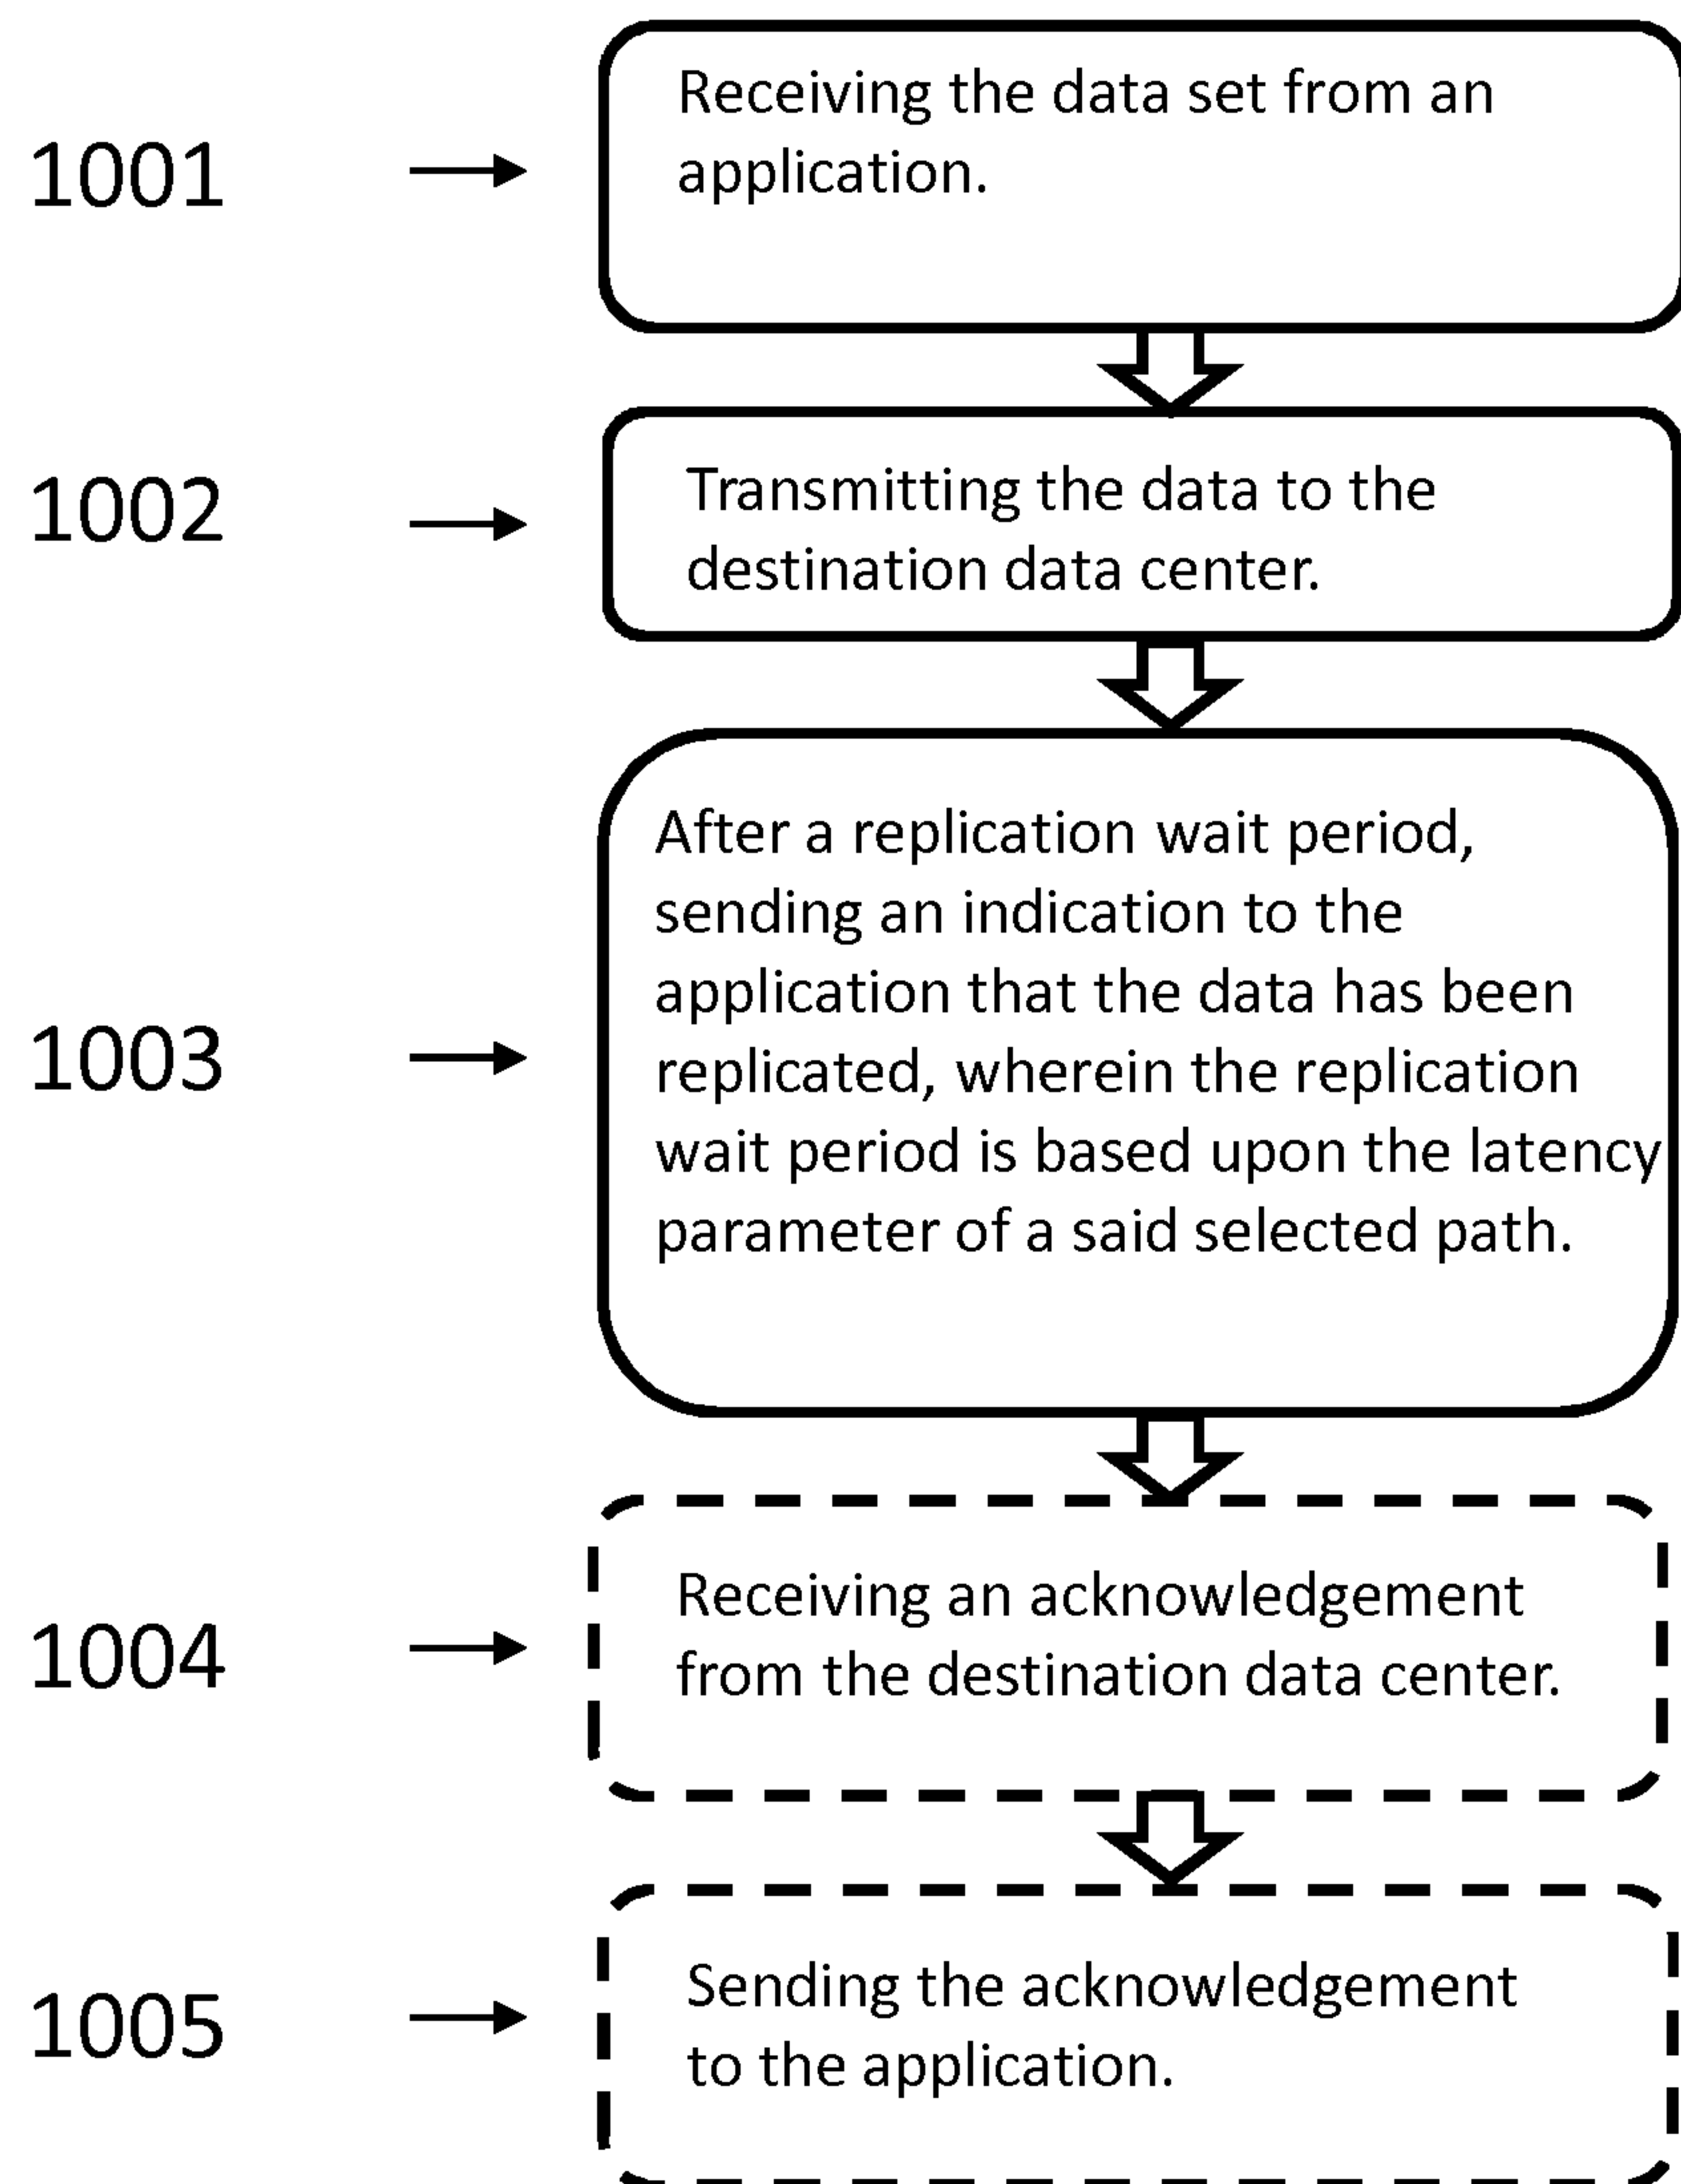 1001
Receiving the data set from an
application.
1002
Transmitting the data to the
destination data center.
1003
After a replication wait period,
sending an indication to the
application that the data has been
replicated, wherein the replication
wait period is based upon the latency
parameter of a said selected path.
1004
Receiving an acknowledgement
from the destination data center.
1005
Sending the acknowledgement
to the application.